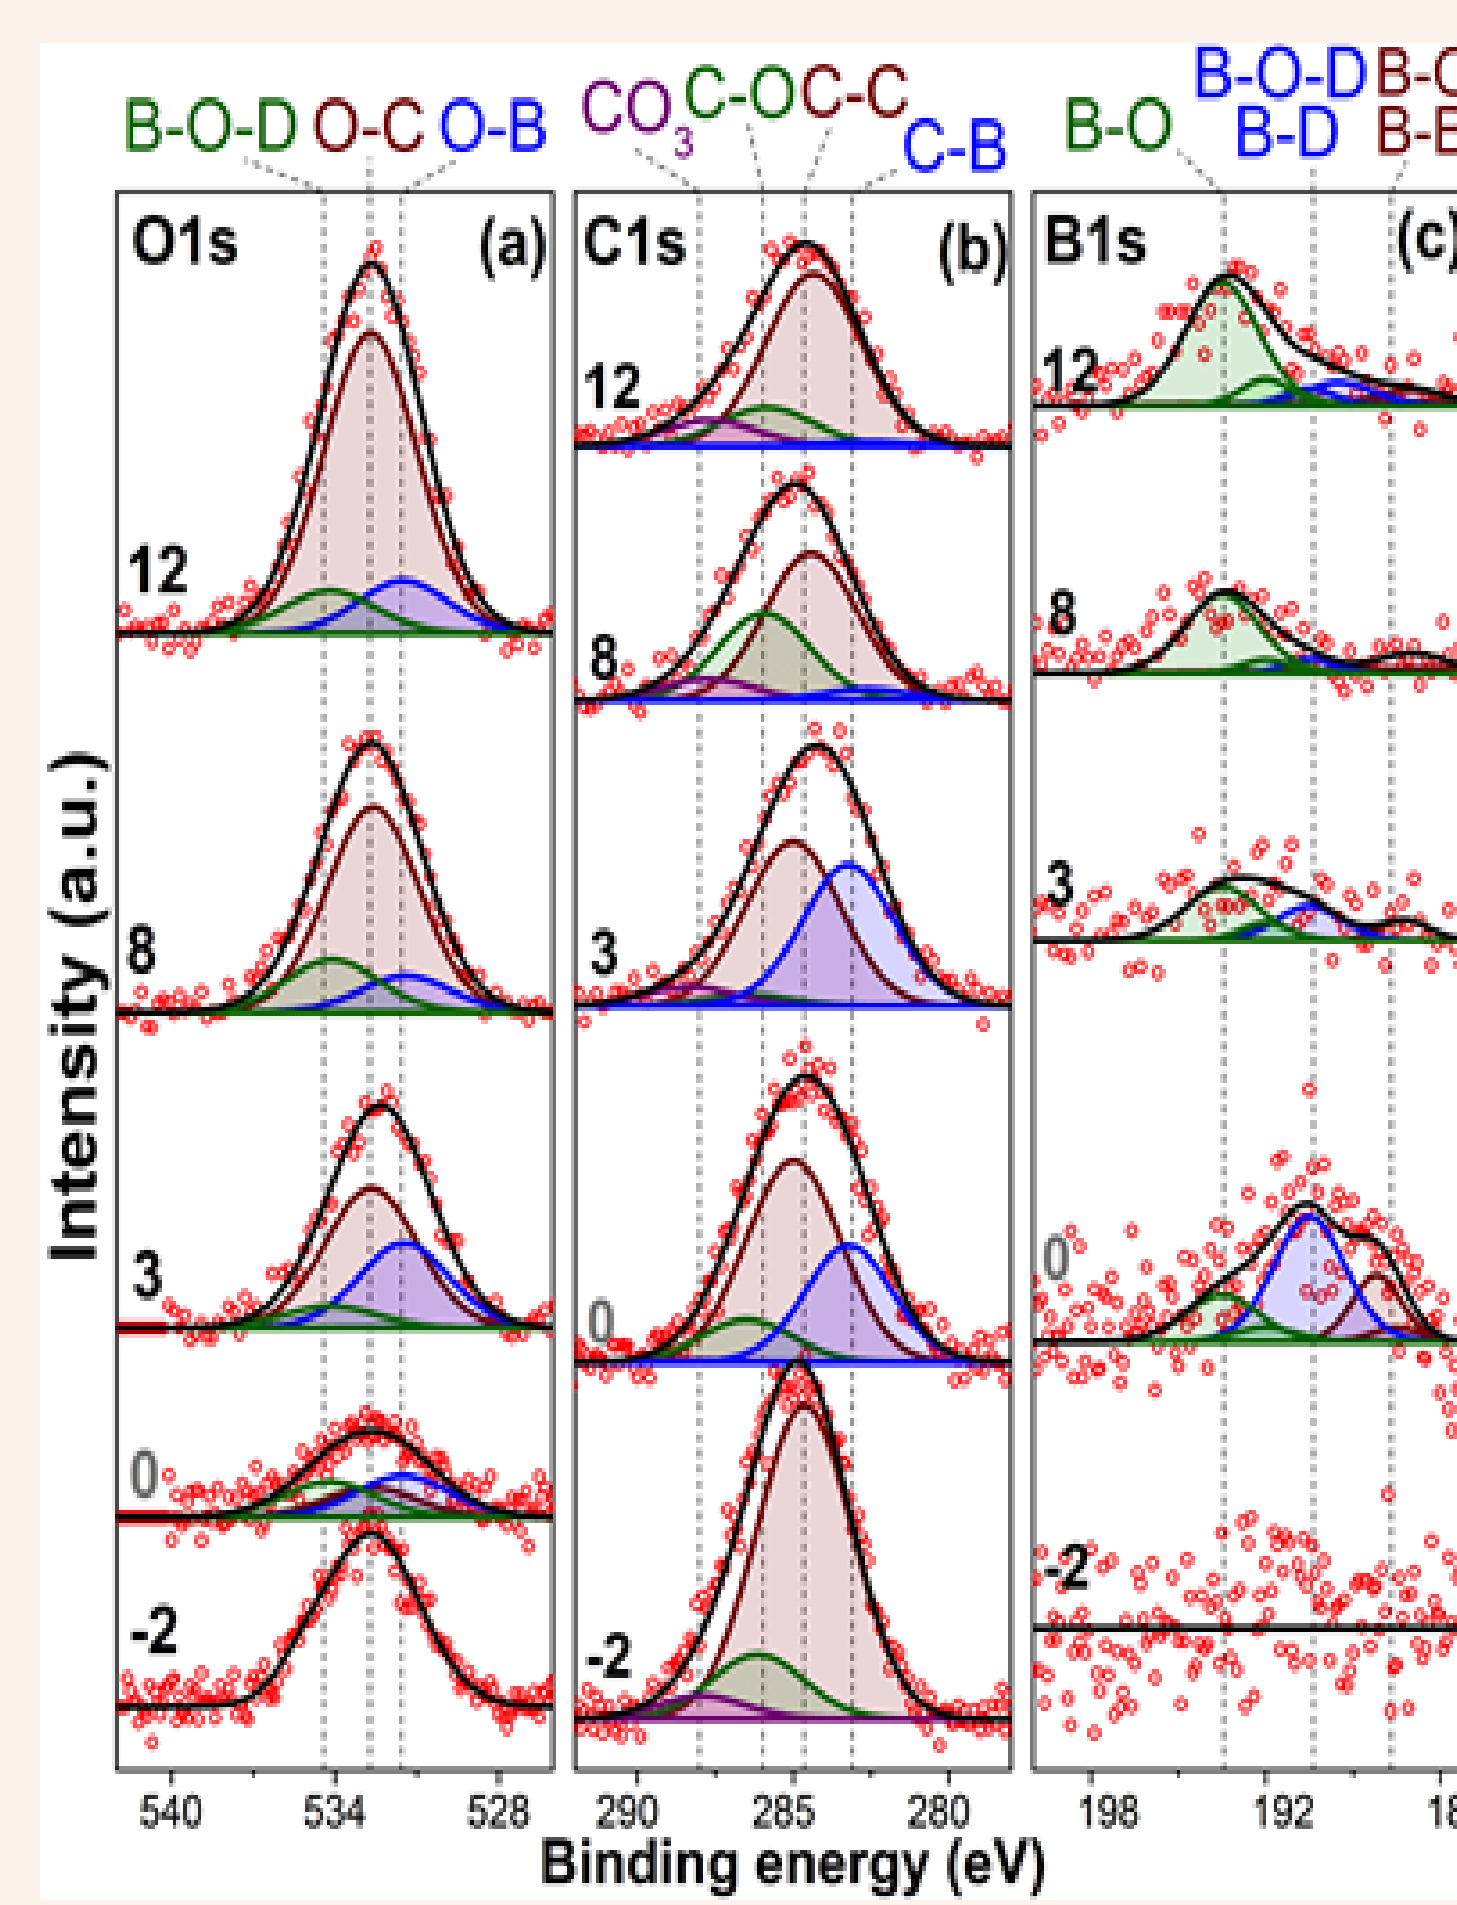 B-O-D O-C O-B
CO3 C-O C-C C-B
B-O B-O-D B-D
O1s (a)
12
8
3
0
-2
C1s (b)
12
8
3
0
-2
B1s (c)
12
8
3
0
-2
Intensity (a.u.)
540 534 528
290 285 280
198 192
Binding energy (eV)